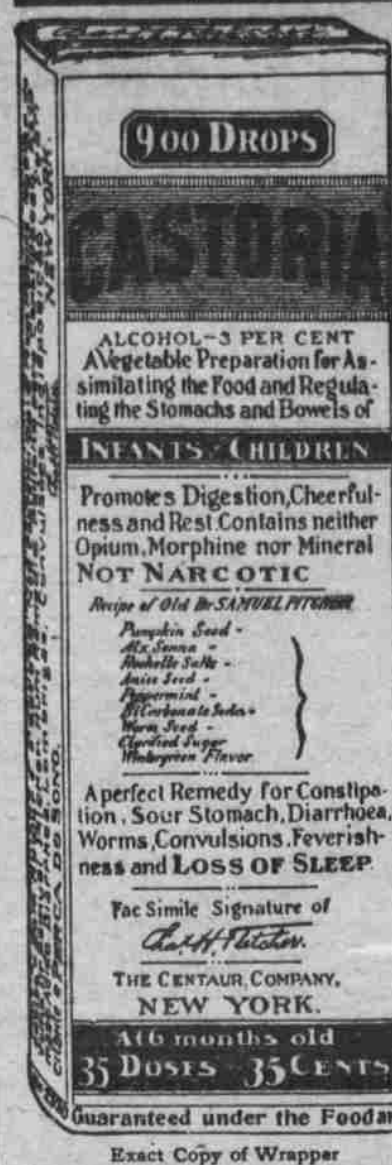 900 DROPS
CASTORIA
ALCOHOL-3 PER CENT
A Vegetable Preparation for As-
similating the Food and Regula-
ting the Stomachs and Bowels of
INFANTS CHILDREN
Promotes Digestion, Cheerful-
ness and Rest. Contains neither
Opium, Morphine nor Mineral
NOT NARCOTIC
Recipe of Old Dr SAMUEL PITCHER
Pumpkin Seed -
Alx. Senna -
Rochelle Salts -
Anise Seed -
Peppermint -
Bi Carbonate Soda -
Worm Seed -
Clarified Sugar
Wintergreen Flavor
A perfect Remedy for Constipa-
tion, Sour Stomach, Diarrhoea,
Worms, Convulsions, Feverish-
ness and LOSS OF SLEEP.
Fac Simile Signature of
Chas H Fletcher.
THE CENTAUR COMPANY,
NEW YORK.
At 6 months old
35 DOSES 35 CENTS
Guaranteed under the Food
Exact Copy of Wrapper
NEW YORK.
PERCA DO SONO.